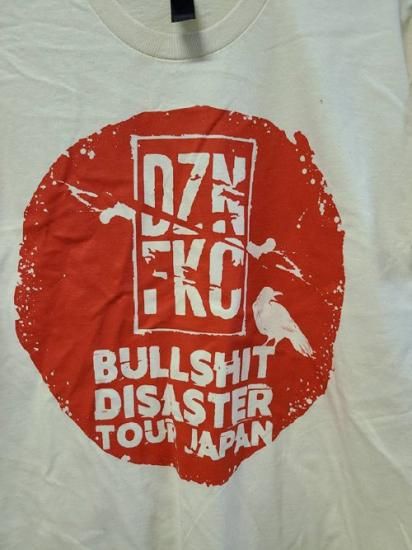 DZN
FKC
BULLSHIT
DISASTER
TOUR JAPAN